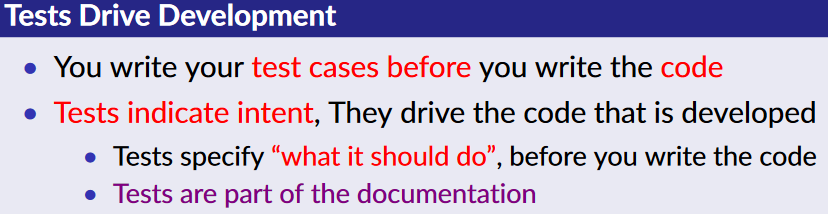 Tests Drive Development
• You write your test cases before you write the code
• Tests indicate intent, They drive the code that is developed
• Tests specify “what it should do”, before you write the code
• Tests are part of the documentation